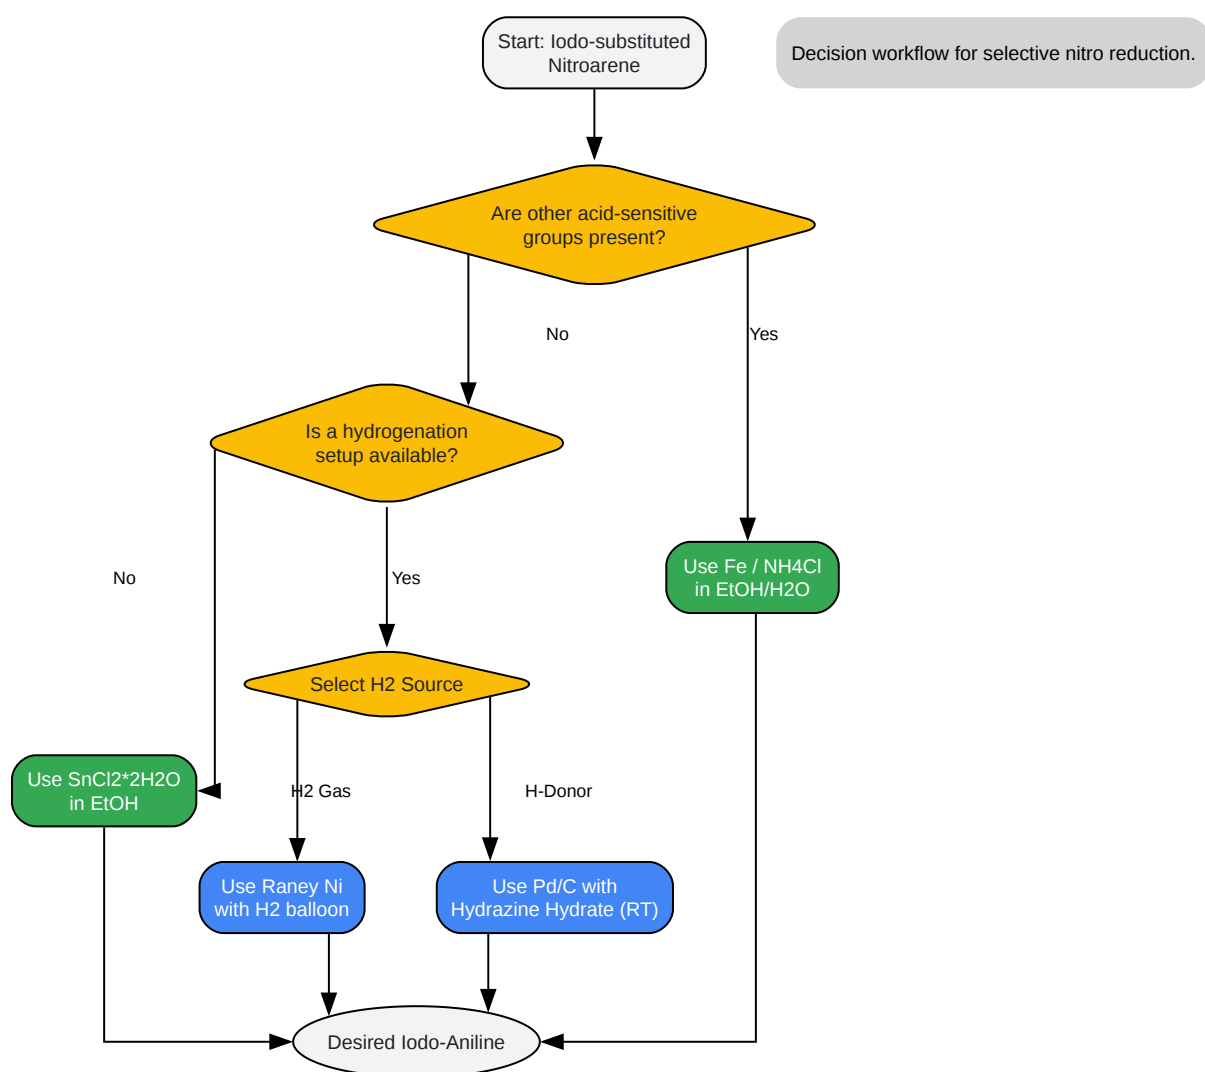 Start: Iodo-substituted
Nitroarene
Decision workflow for selective nitro reduction.
Are other acid-sensitive
groups present?
No
Yes
Is a hydrogenation
setup available?
No
Yes
Use Fe / NH4Cl
in EtOH/H2O
Select H2 Source
Use SnCl2*2H2O
in EtOH
H2 Gas
H-Donor
Use Raney Ni
with H2 balloon
Use Pd/C with
Hydrazine Hydrate (RT)
Desired Iodo-Aniline